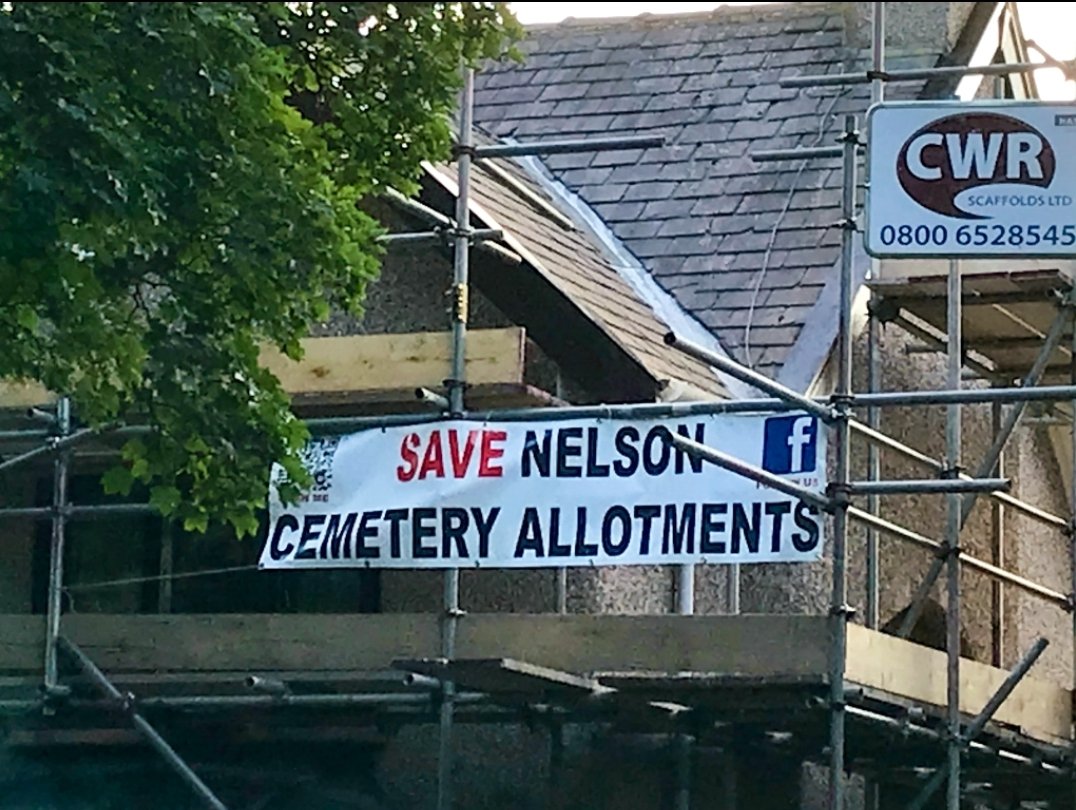 CWR
SCAFFOLDS LTD
0800 6528545
SAVE NELSON
f
CEMETERY ALLOTMENTS